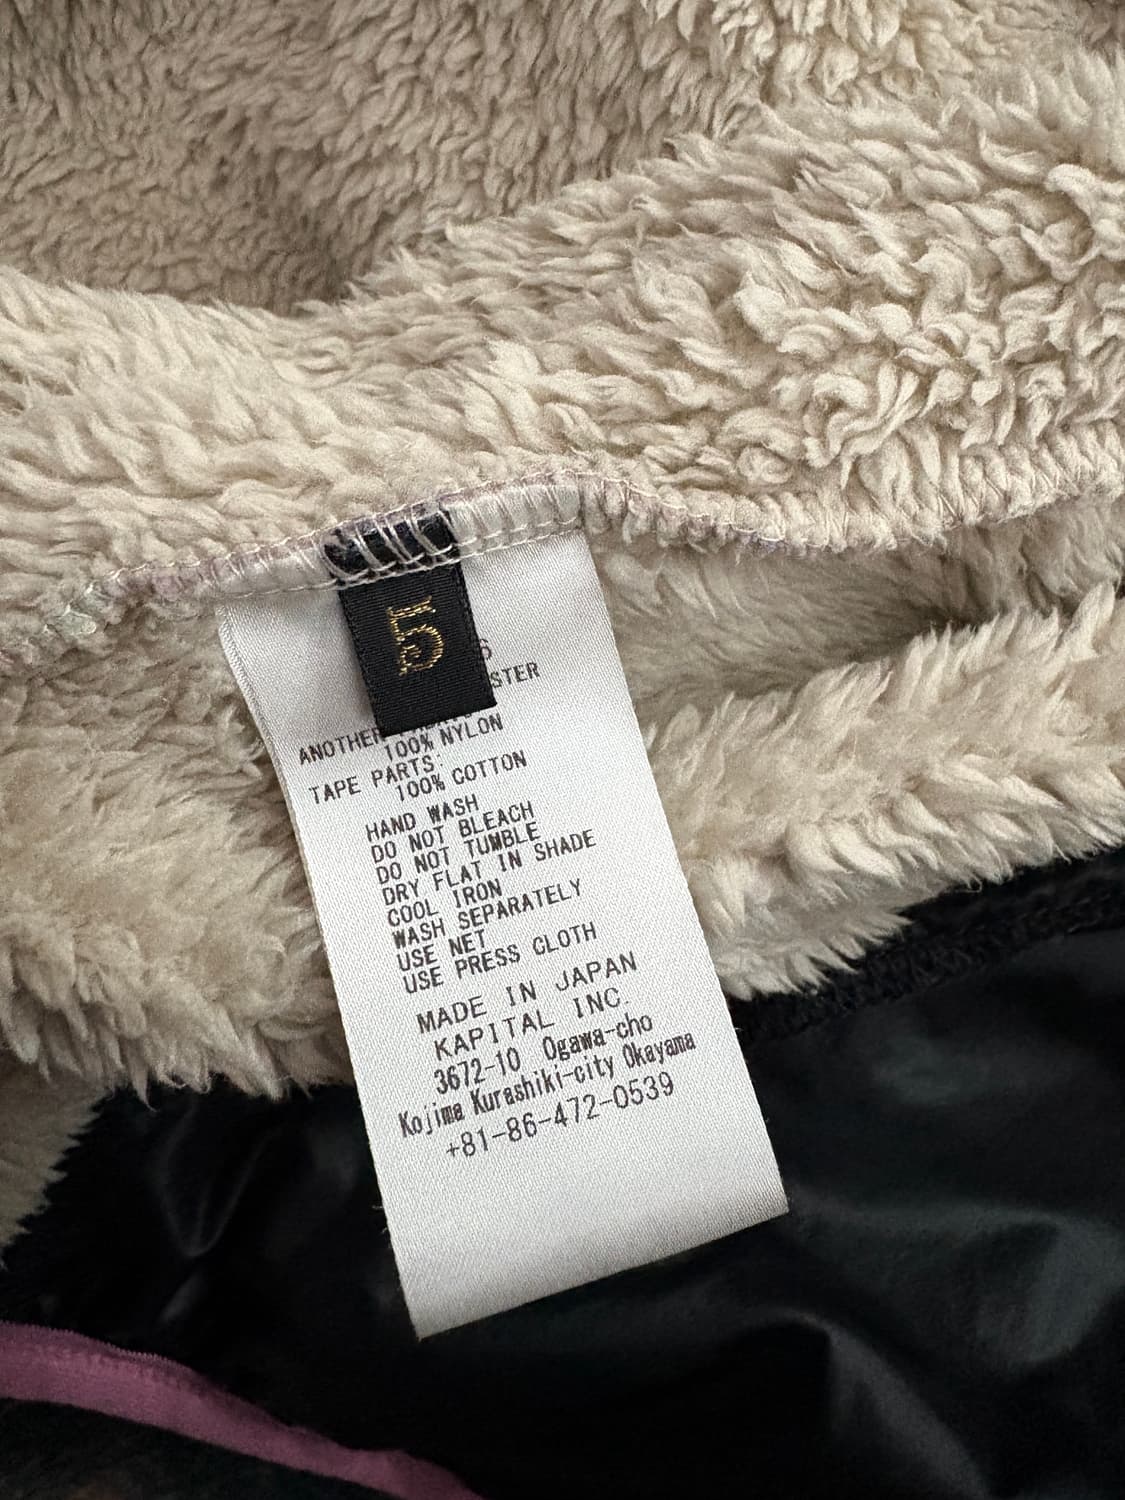 5
6
STER
ANOTHER
100% NYLON
TAPE PARTS:
100% COTTON
HAND WASH
DO NOT BLEACH
DO NOT TUMBLE
DRY FLAT IN SHADE
COOL IRON
WASH SEPARATELY
USE NET
USE PRESS CLOTH
MADE IN JAPAN
KAPITAL INC.
3672-10 Ogawa-cho
Kojima Kurashiki-city Okayama
+81-86-472-0539